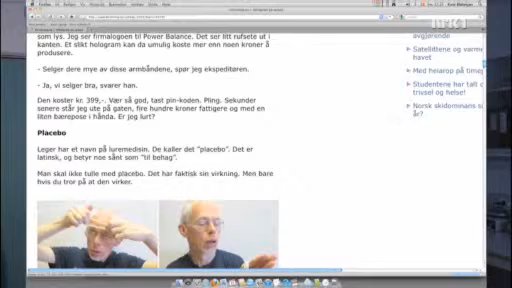 NRK1
som lys. Jeg ser firmalogoen til Power Balance. Det ser litt rufsete ut i
kanten. Et slikt hologram kan da umulig koste mer enn noen kroner å
produsere.
- Selger dere mye av disse armbåndene, spør jeg ekspeditøren.
- Ja, vi selger bra, svarer han.
Den koster kr. 399,-. Vær så god, tast pin-koden. Pling. Sekunder
senere står jeg ute på gaten, fire hundre kroner fattigere og med en
liten bærepose i hånda. Er jeg lurt?
Placebo
Leger har et navn på luremedisin. De kaller det "placebo". Det er
latinsk, og betyr noe sånt som "til behag".
Man skal ikke tulle med placebo. Det har faktisk sin virkning. Men bare
hvis du tror på at den virker.
avgjørende
Satellittene og varme
havet
Med heiarop på timep
Studentene har tatt
trivsel og helse!
Norsk skidominans s
år?